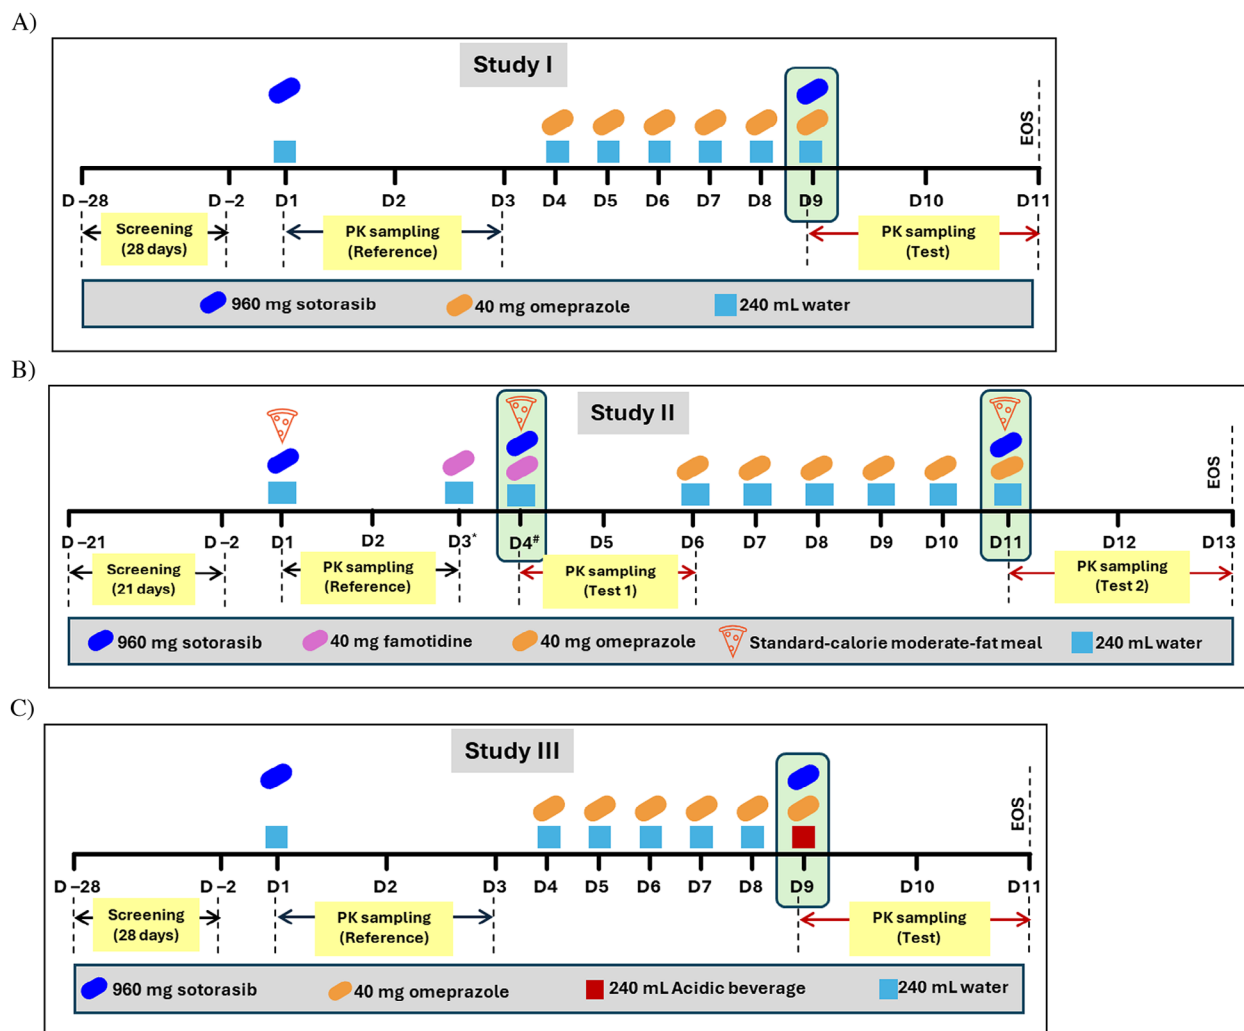 A)
Study I
EOS
D –28 D –2 D1 D2 D3 D4 D5 D6 D7 D8 D9 D10 D11
Screening
(28 days)
PK sampling
(Reference)
PK sampling
(Test)
960 mg sotorasib 40 mg omeprazole 240 mL water
B)
Study II
EOS
D –21 D –2 D1 D2 D3* D4# D5 D6 D7 D8 D9 D10 D11 D12 D13
Screening
(21 days)
PK sampling
(Reference)
PK sampling
(Test 1)
PK sampling
(Test 2)
960 mg sotorasib 40 mg famotidine 40 mg omeprazole Standard-calorie moderate-fat meal 240 mL water
C)
Study III
EOS
D –28 D –2 D1 D2 D3 D4 D5 D6 D7 D8 D9 D10 D11
Screening
(28 days)
PK sampling
(Reference)
PK sampling
(Test)
960 mg sotorasib 40 mg omeprazole 240 mL Acidic beverage 240 mL water